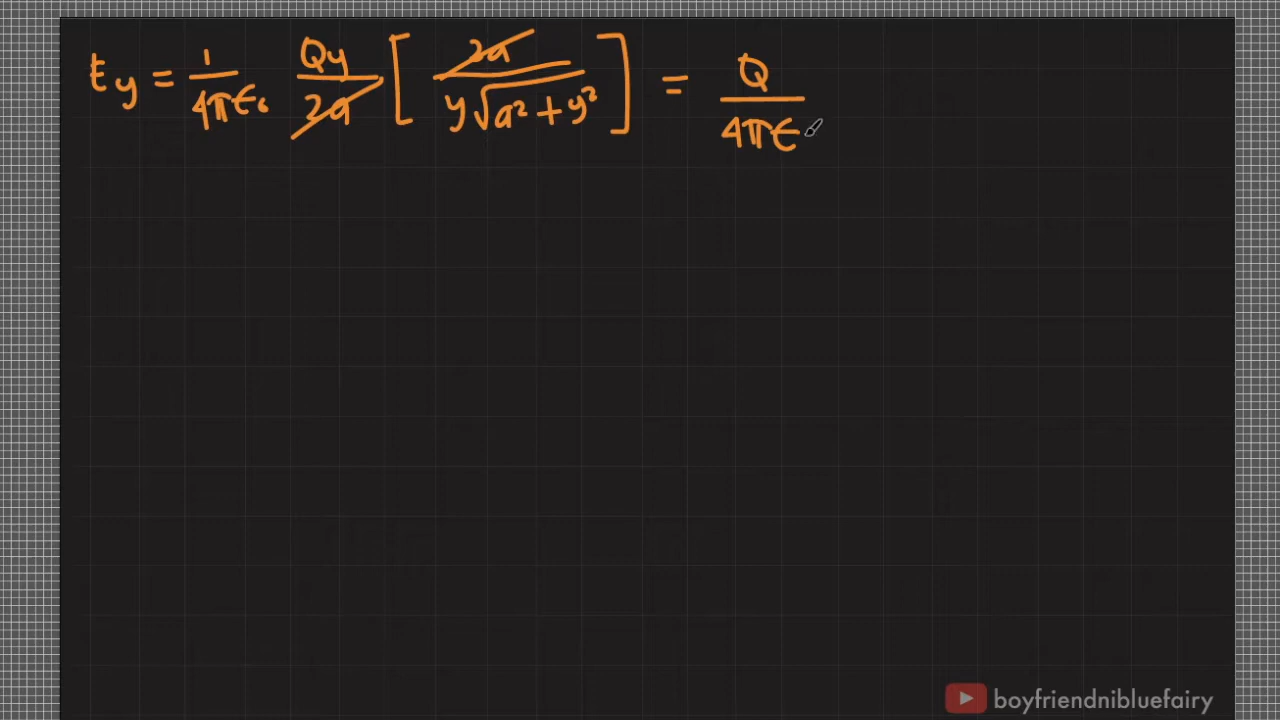 Ey = 1/4πϵ₀ Qy/2a [ 2a / y√a² + y² ] = Q/4πϵ
boyfriendnibluefairy